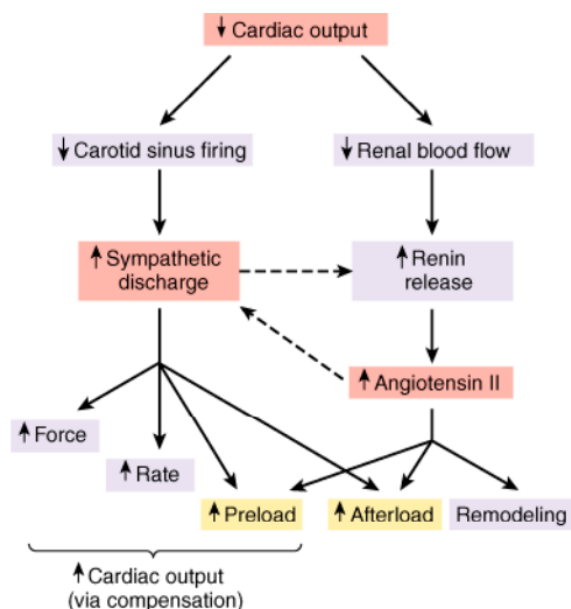 ↓ Cardiac output
↓ Carotid sinus firing
↓ Renal blood flow
↑ Sympathetic
discharge
↑ Renin
release
↑ Angiotensin II
↑ Force
↑ Rate
↑ Preload
↑ Afterload
Remodeling
↑ Cardiac output
(via compensation)